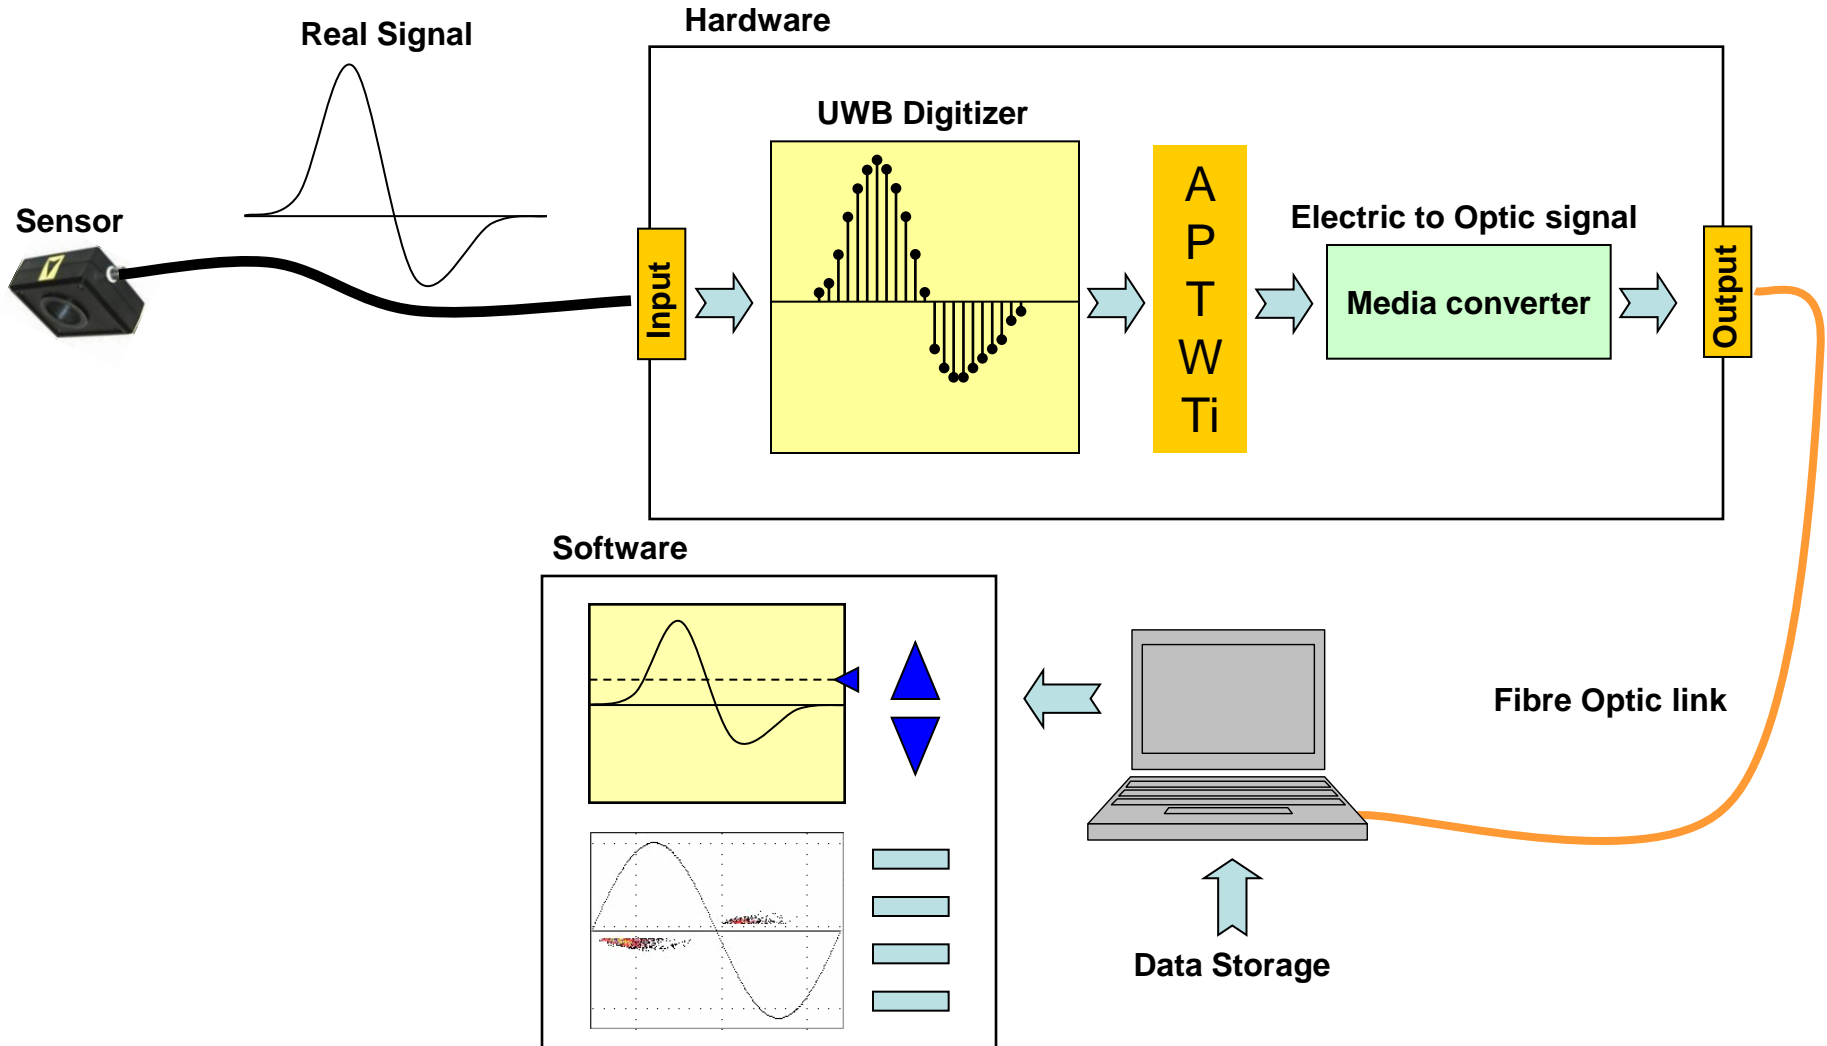 Hardware
Real Signal
UWB Digitizer
Sensor
Input
A
P
T
W
Ti
Electric to Optic signal
Media converter
Output
Software
Fibre Optic link
Data Storage